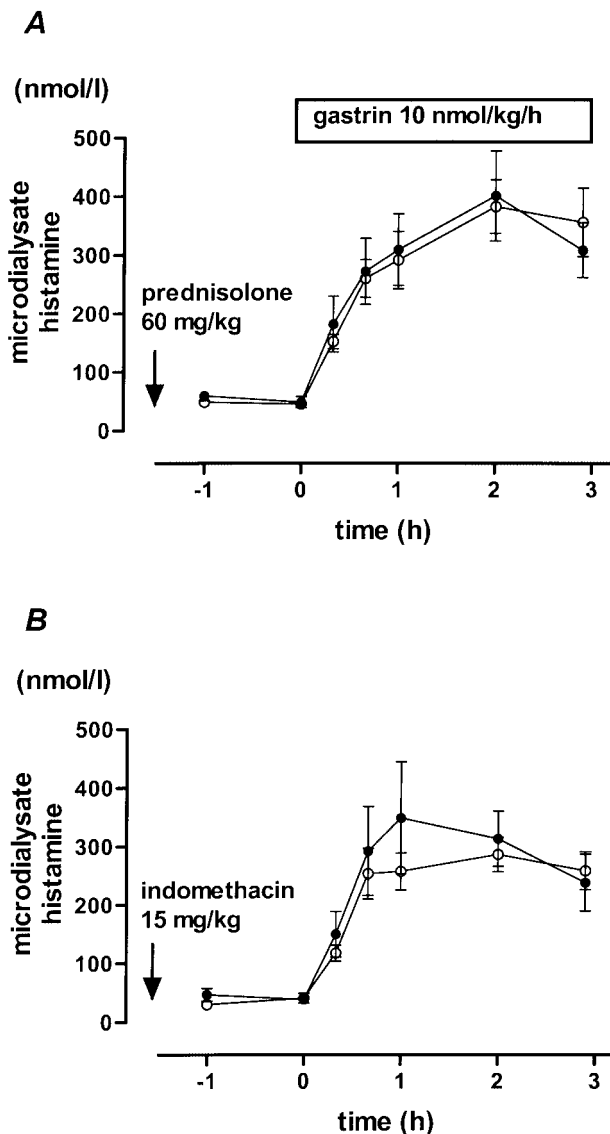 A
(nmol/l)
gastrin 10 nmol/kg/h
500
400
300
200
100
0
microdialysate
histamine
prednisolone
60 mg/kg
-1 0 1 2 3
time (h)
B
(nmol/l)
500
400
300
200
100
0
microdialysate
histamine
indomethacin
15 mg/kg
-1 0 1 2 3
time (h)